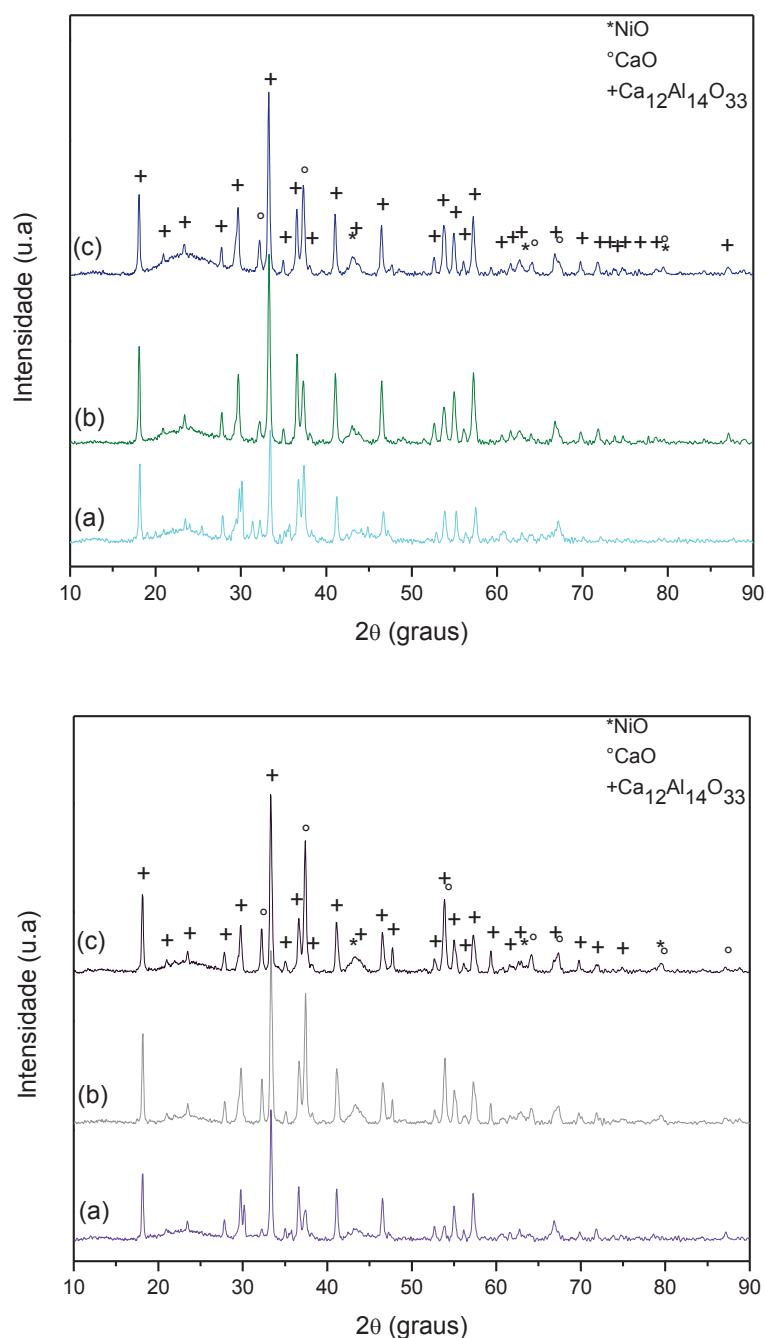 *NiO
°CaO
+Ca12Al14O33
(c)
(b)
(a)
Intensidade (u.a)
10 20 30 40 50 60 70 80 90
2θ (graus)
*NiO
°CaO
+Ca12Al14O33
(c)
(b)
(a)
Intensidade (u.a)
10 20 30 40 50 60 70 80 90
2θ (graus)